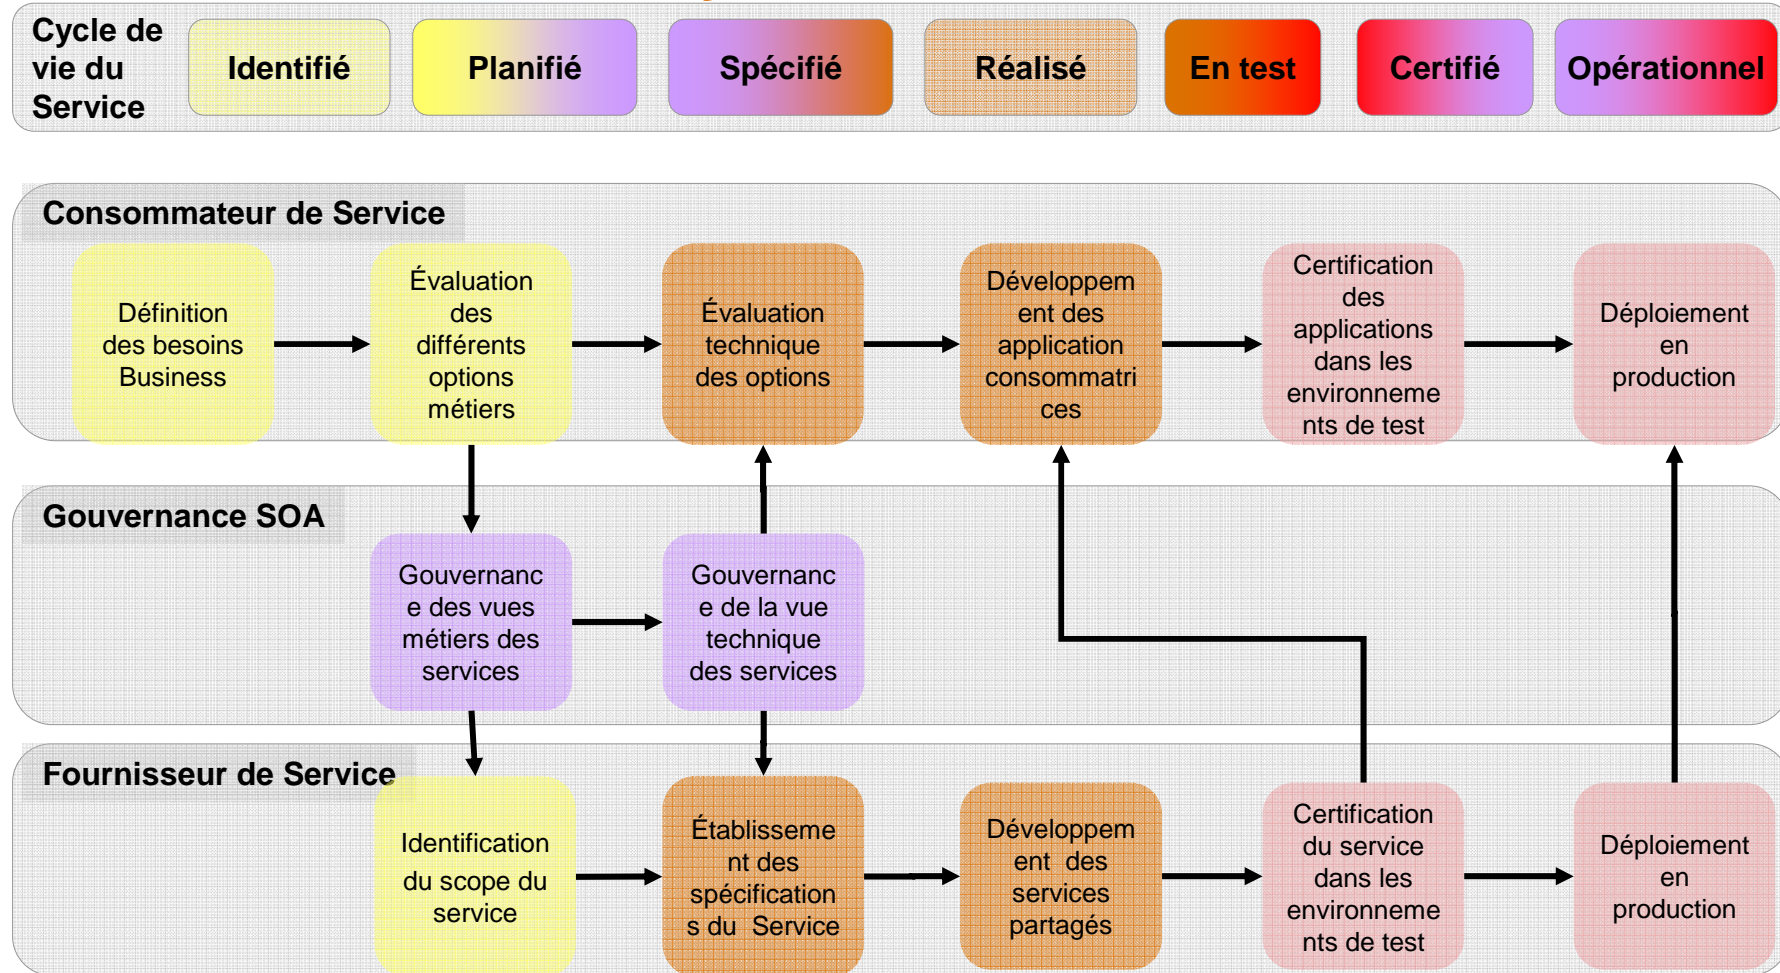 Cycle de
vie du
Service
Identifié
Planifié
Spécifié
Réalisé
En test
Certifié
Opérationnel
Consommateur de Service
Définition
des besoins
Business
Évaluation
des
différents
options
métiers
Évaluation
technique
des options
Développem
ent des
application
consommatri
ces
Certification
des
applications
dans les
environneme
nts de test
Déploiement
en
production
Gouvernance SOA
Gouvernanc
e des vues
métiers des
services
Gouvernanc
e de la vue
technique
des services
Fournisseur de Service
Identification
du scope du
service
Établisseme
nt des
spécification
s du Service
Développem
ent des
services
partagés
Certification
du service
dans les
environneme
nts de test
Déploiement
en
production